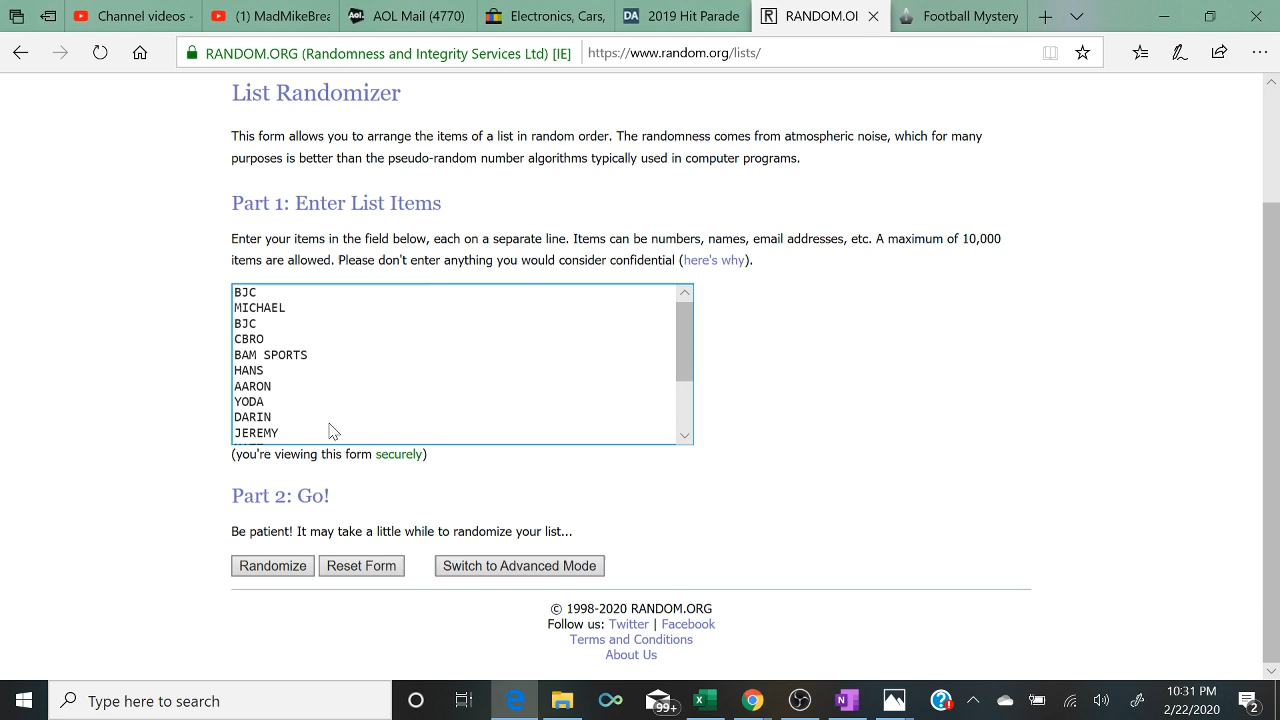 Channel videos -
(1) MadMikeBre
AOL Mail (4770)
Electronics, Cars,
2019 Hit Parade
RANDOM.OI
Football Mystery
RANDOM.ORG (Randomness and Integrity Services Ltd) [IE]
https://www.random.org/lists/
List Randomizer
This form allows you to arrange the items of a list in random order. The randomness comes from atmospheric noise, which for many
purposes is better than the pseudo-random number algorithms typically used in computer programs.
Part 1: Enter List Items
Enter your items in the field below, each on a separate line. Items can be numbers, names, email addresses, etc. A maximum of 10,000
items are allowed. Please don't enter anything you would consider confidential (here's why).
BJC
MICHAEL
BJC
CBRO
BAM SPORTS
HANS
AARON
YODA
DARIN
JEREMY
(you're viewing this form securely)
Part 2: Go!
Be patient! It may take a little while to randomize your list...
Randomize
Reset Form
Switch to Advanced Mode
© 1998-2020 RANDOM.ORG
Follow us: Twitter | Facebook
Terms and Conditions
About Us
Type here to search
99+
10:31 PM
2/22/2020
2